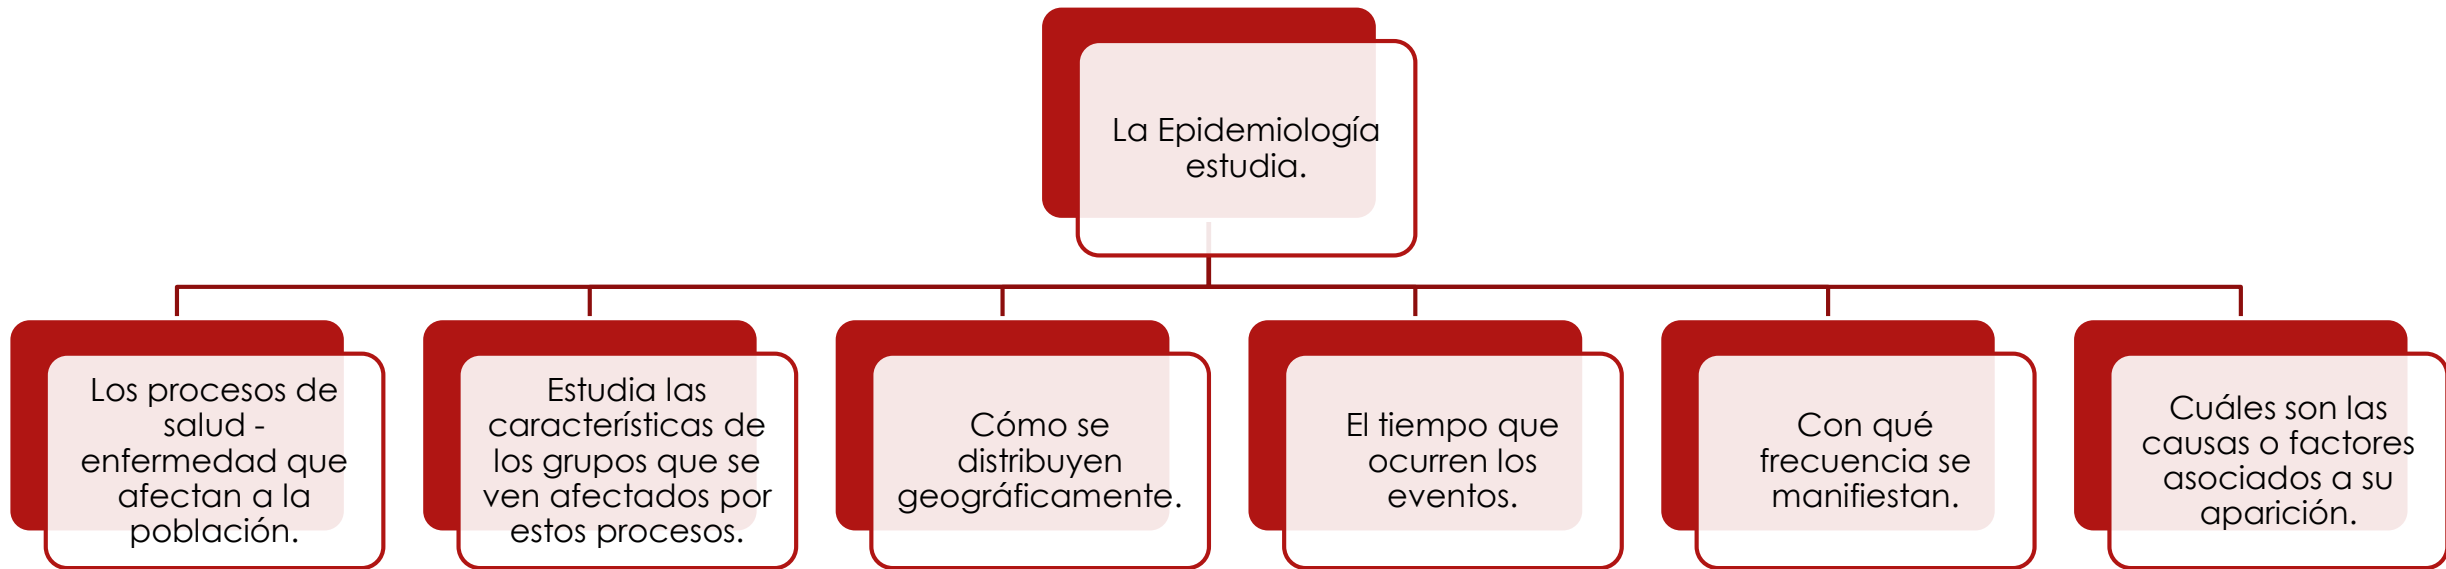 La Epidemiología
estudia.
Los procesos de
salud -
enfermedad que
afectan a la
población.
Estudia las
características de
los grupos que se
ven afectados por
estos procesos.
Cómo se
distribuyen
geográficamente.
El tiempo que
ocurren los
eventos.
Con qué
frecuencia se
manifiestan.
Cuáles son las
causas o factores
asociados a su
aparición.